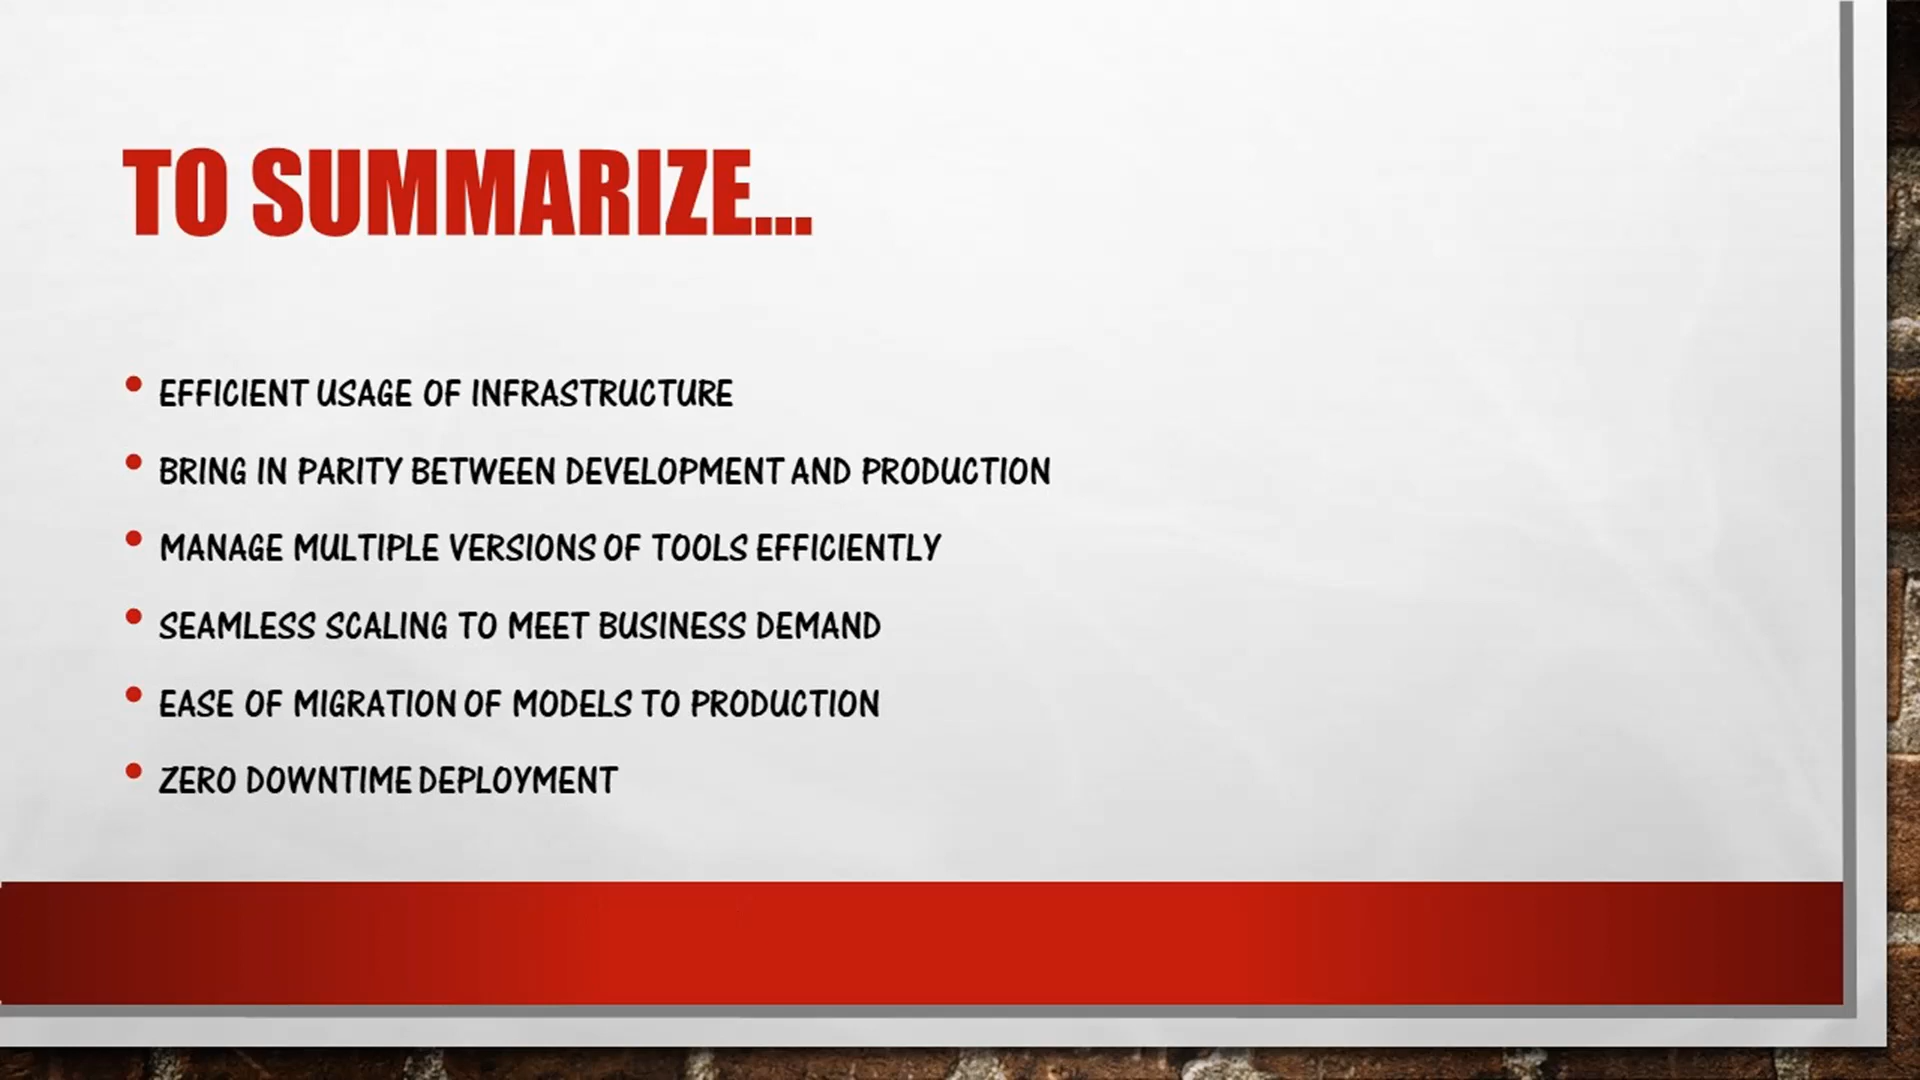 TO SUMMARIZE...
• EFFICIENT USAGE OF INFRASTRUCTURE
• BRING IN PARITY BETWEEN DEVELOPMENT AND PRODUCTION
• MANAGE MULTIPLE VERSIONS OF TOOLS EFFICIENTLY
• SEAMLESS SCALING TO MEET BUSINESS DEMAND
• EASE OF MIGRATION OF MODELS TO PRODUCTION
• ZERO DOWNTIME DEPLOYMENT